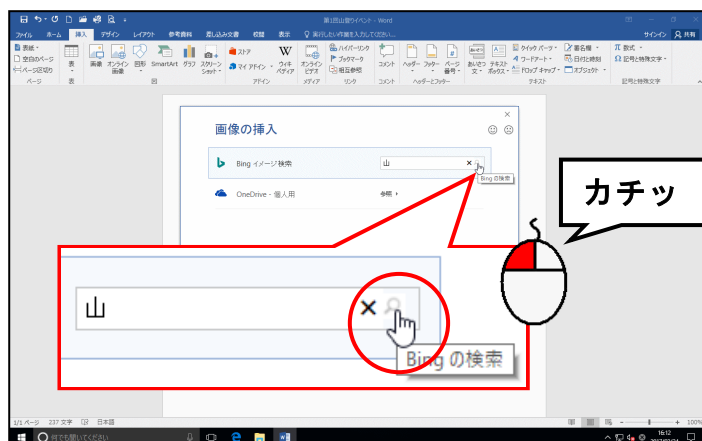 第1回山登りイベント - Word
ファイル ホーム 挿入 デザイン レイアウト 参考資料 差し込み文書 校閲 表示 実行したい作業を入力してください... サインイン 共有
表紙 空白のページ ページ区切り
表
画像 オンライン画像 図形 SmartArt グラフ スクリーンショット
ストア マイ アドイン ウィキペディア
オンラインビデオ
ハイパーリンク ブックマーク 相互参照
コメント
ヘッダー フッター ページ番号
あいさつ文 テキストボックス クイック パーツ ワードアート ドロップ キャップ 署名欄 日付と時刻 オブジェクト
数式 記号と特殊文字
ページ 表 図 アドイン メディア リンク コメント ヘッダーとフッター テキスト 記号と特殊文字
画像の挿入
Bing イメージ検索 山
Bing の検索
OneDrive - 個人用 参照
カチッ
山
Bing の検索
1/1 ページ 237 文字 日本語 100%
何でも聞いてください 16:12